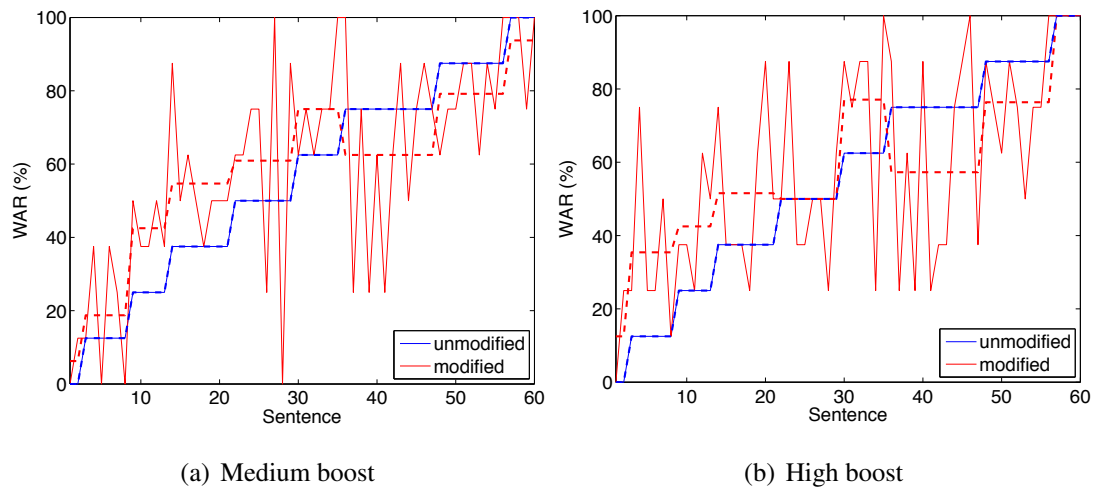 100
80
60
40
20
0
WAR (%)
10 20 30 40 50 60
Sentence
unmodified
modified
(a) Medium boost
100
80
60
40
20
0
WAR (%)
10 20 30 40 50 60
Sentence
unmodified
modified
(b) High boost